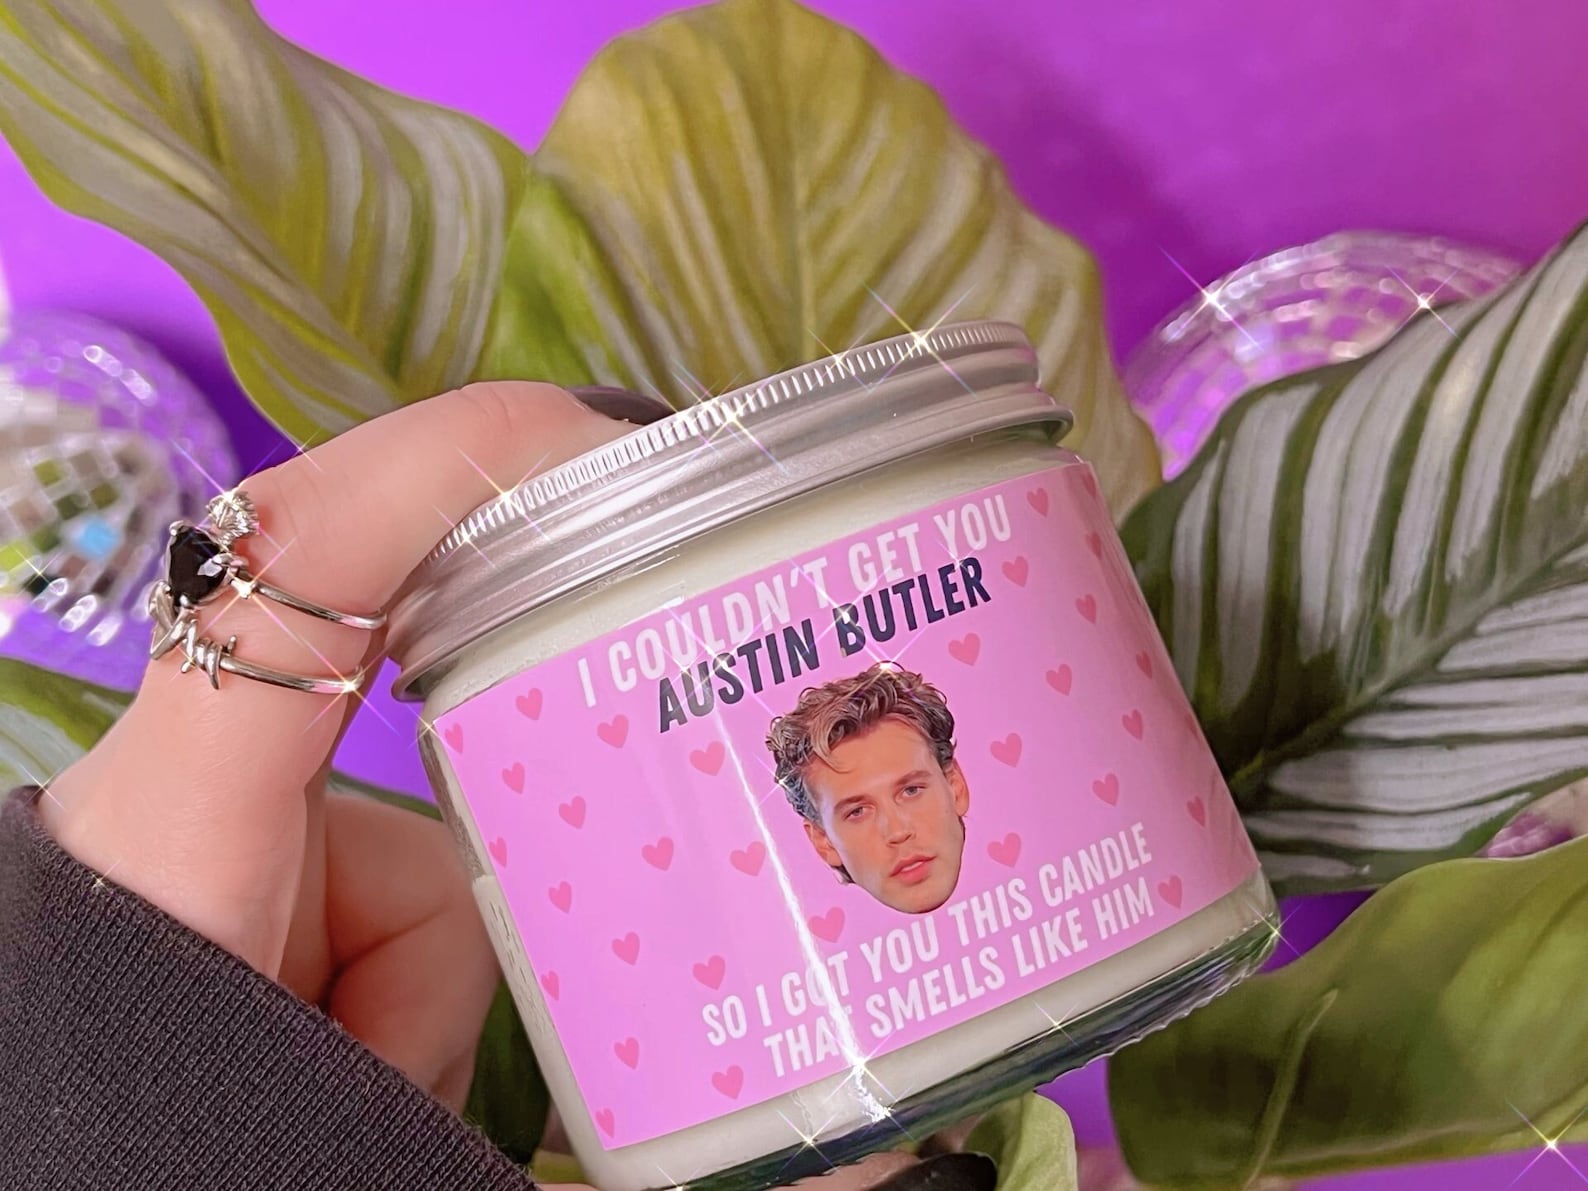 I COULDN'T GET YOU
AUSTIN BUTLER
SO I GOT YOU THIS CANDLE
THAT SMELLS LIKE HIM